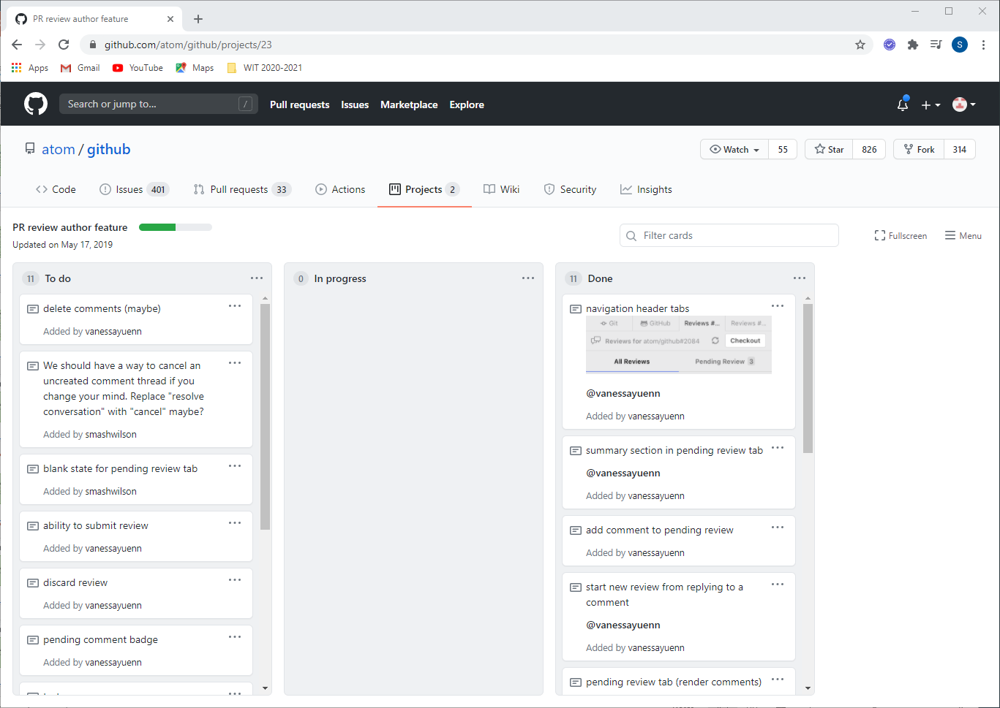 PR review author feature
github.com/atom/github/projects/23
S
Apps
Gmail
YouTube
Maps
WIT 2020-2021
Search or jump to...
/
Pull requests
Issues
Marketplace
Explore
atom / github
Watch
55
Star
826
Fork
314
Code
Issues 401
Pull requests 33
Actions
Projects 2
Wiki
Security
Insights
PR review author feature
Updated on May 17, 2019
Filter cards
Fullscreen
Menu
11 To do
delete comments (maybe)
Added by vanessayuenn
We should have a way to cancel an
uncreated comment thread if you
change your mind. Replace "resolve
conversation" with "cancel" maybe?
Added by smashwilson
blank state for pending review tab
Added by smashwilson
ability to submit review
Added by vanessayuenn
discard review
Added by vanessayuenn
pending comment badge
Added by vanessayuenn
0 In progress
11 Done
navigation header tabs
Git
GitHub
Reviews #...
Reviews #...
Reviews for atom/github#2084
Checkout
All Reviews
Pending Review 3
@vanessayuenn
Added by vanessayuenn
summary section in pending review tab
@vanessayuenn
Added by vanessayuenn
add comment to pending review
Added by vanessayuenn
start new review from replying to a
comment
@vanessayuenn
Added by vanessayuenn
pending review tab (render comments)